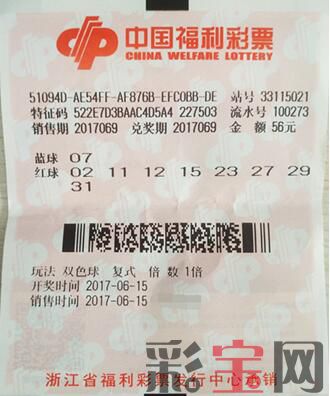 中国福利彩票
CHINA WELFARE LOTTERY
51094D-AE54FF-AF876B-EFC0BB-DE 站号 33115021
特征码 522E7D3BAAC4D5A4 227503 流水号 100273
销售期 2017069 兑奖期 2017069 金 额 56元
蓝球 07
红球 02 11 12 15 23 27 29
31
玩法 双色球 复式 倍 数 1倍
开奖时间 2017-06-15
销售时间 2017-06-15
彩宝网
浙江省福利彩票发行中心承销